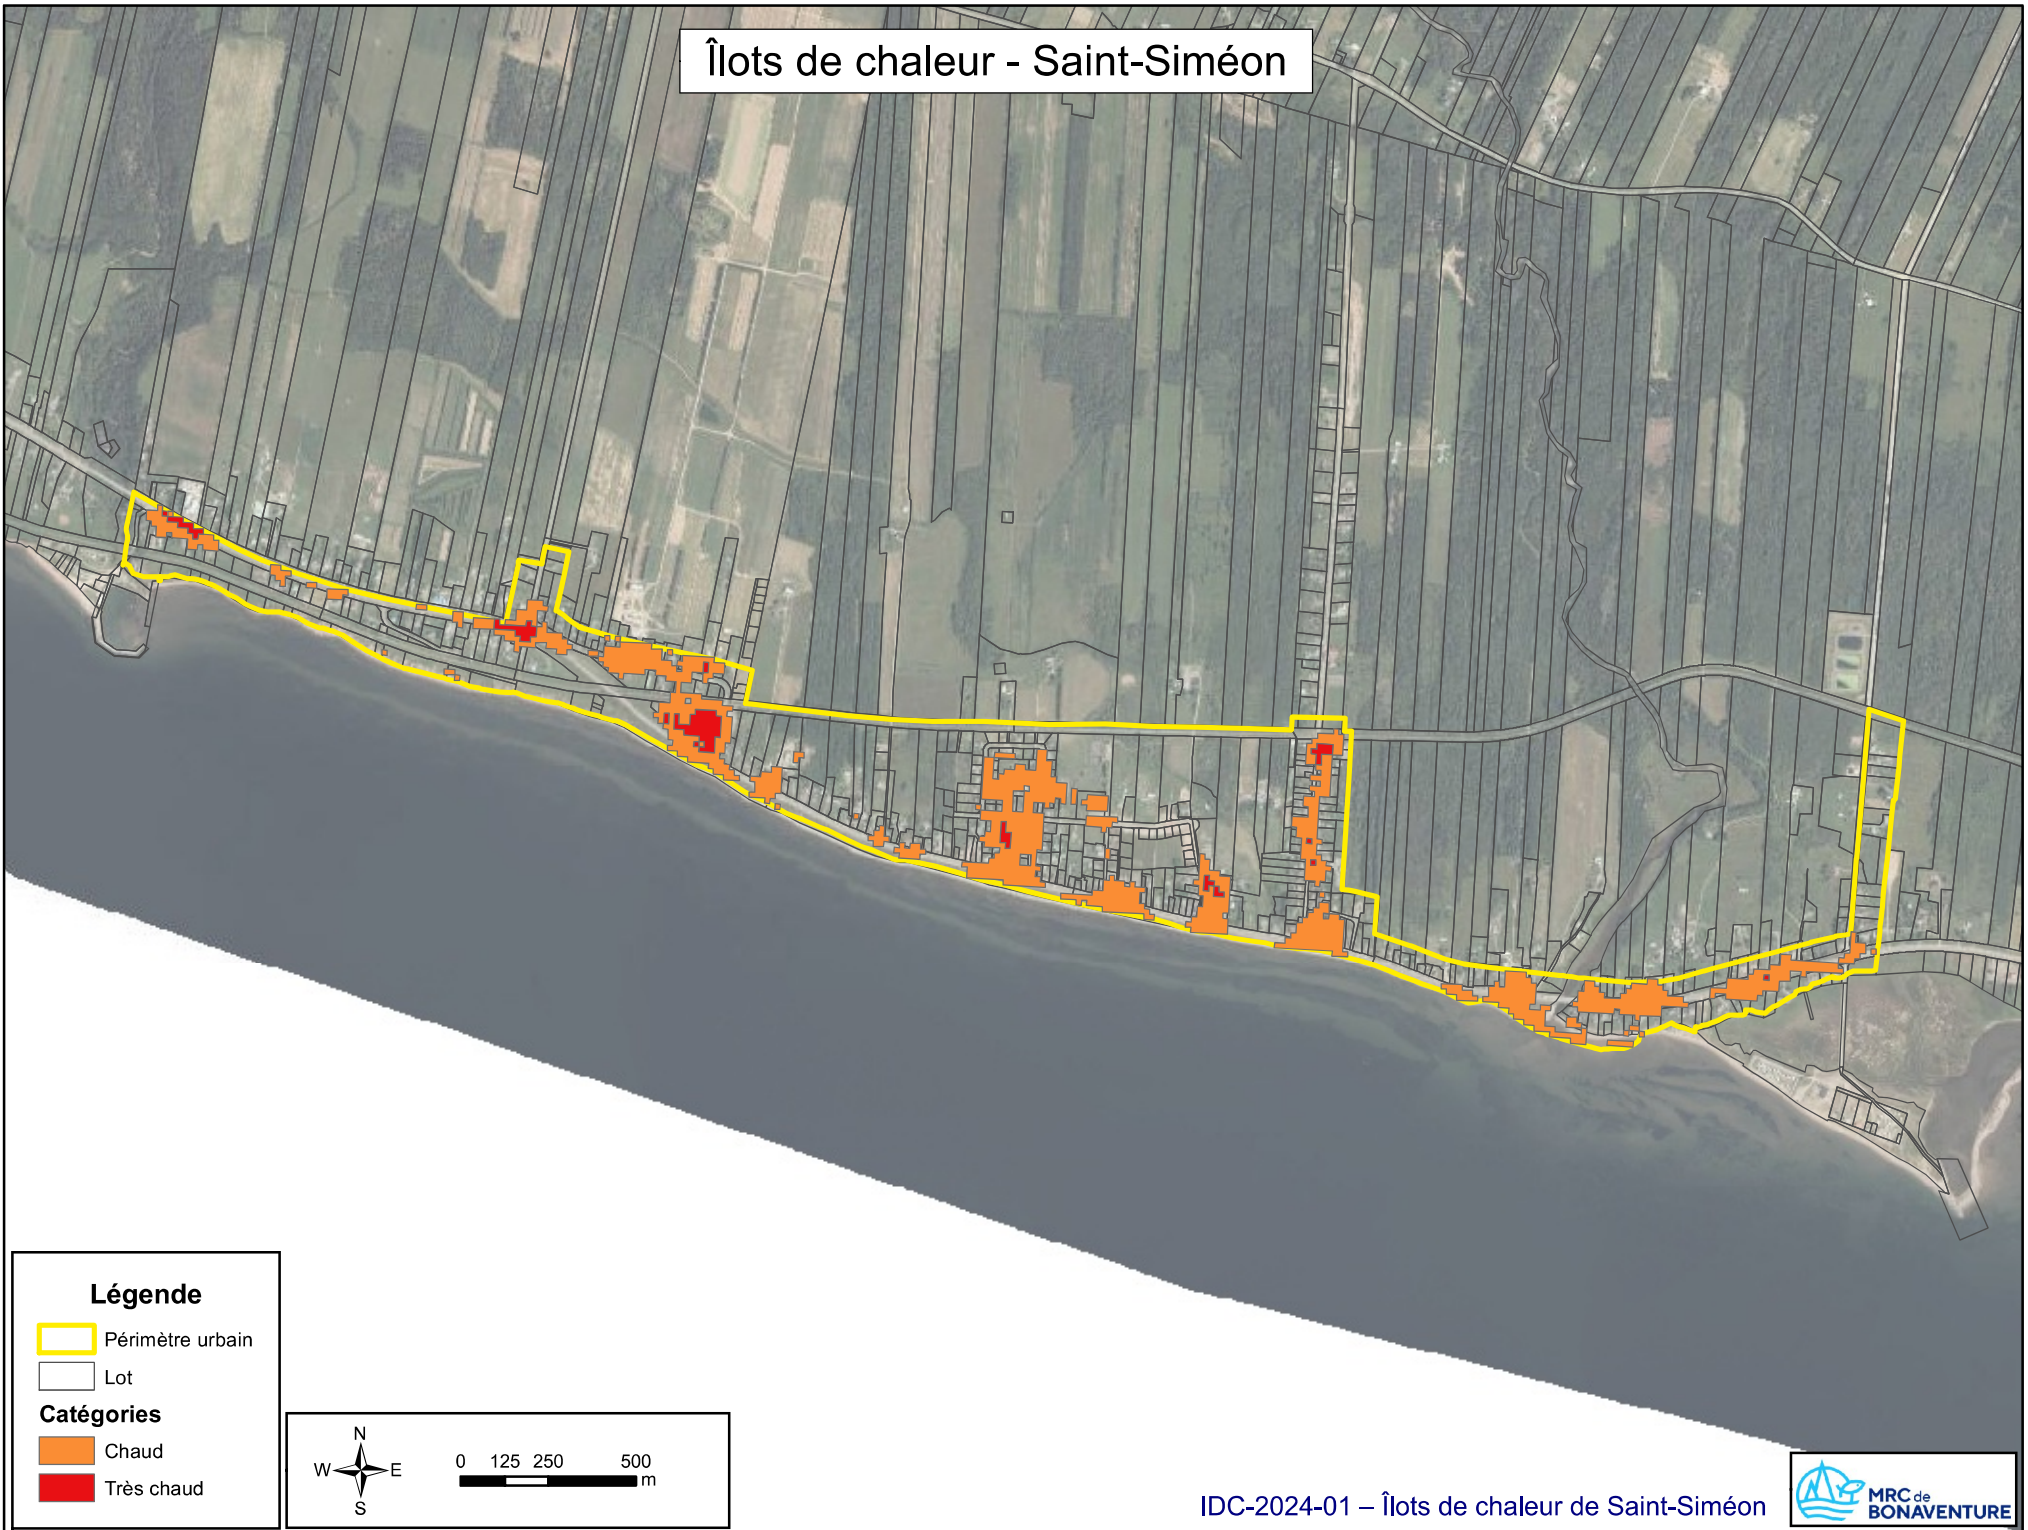 Îlots de chaleur - Saint-Siméon
Légende
Périmètre urbain
Lot
Catégories
Chaud
Très chaud
N
W E
S
0 125 250 500
m
IDC-2024-01 – Îlots de chaleur de Saint-Siméon
MRC de
BONAVENTURE